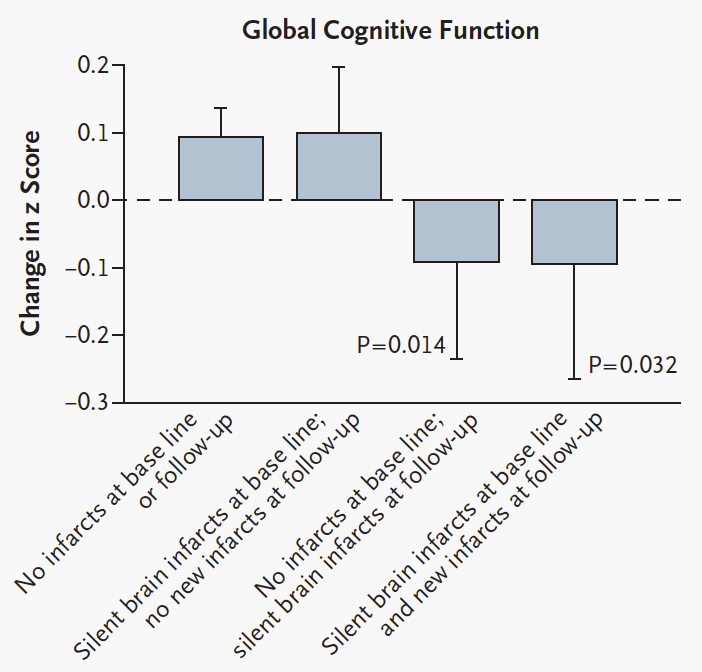 Global Cognitive Function
Change in z Score
0.2
0.1
0.0
–0.1
–0.2
–0.3
P=0.014
P=0.032
No infarcts at base line
or follow-up
Silent brain infarcts at base line;
no new infarcts at follow-up
No infarcts at base line;
silent brain infarcts at follow-up
Silent brain infarcts at base line
and new infarcts at follow-up